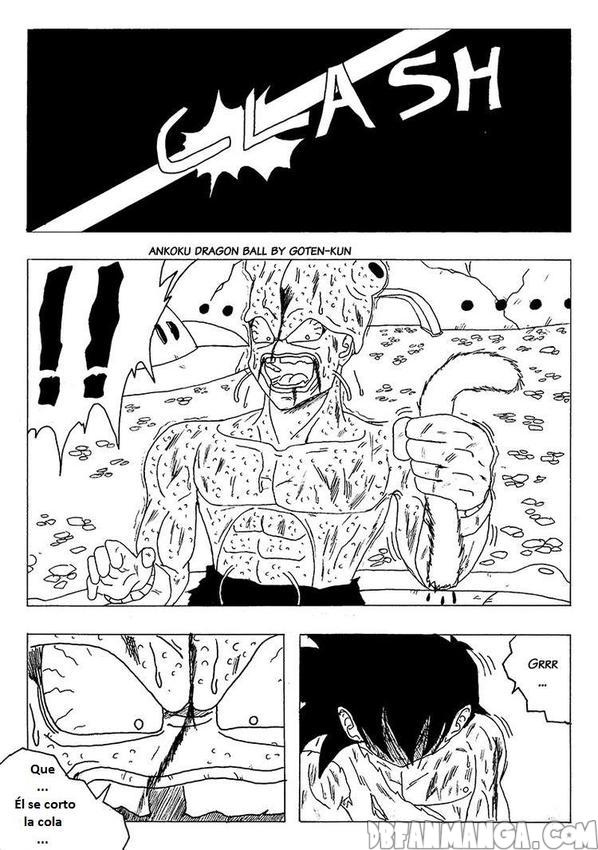 CLASH
ANKOKU DRAGON BALL BY GOTEN-KUN
!!
GRRR
...
Que
...
Él se corto
la cola
...
DBFANMANGA.COM